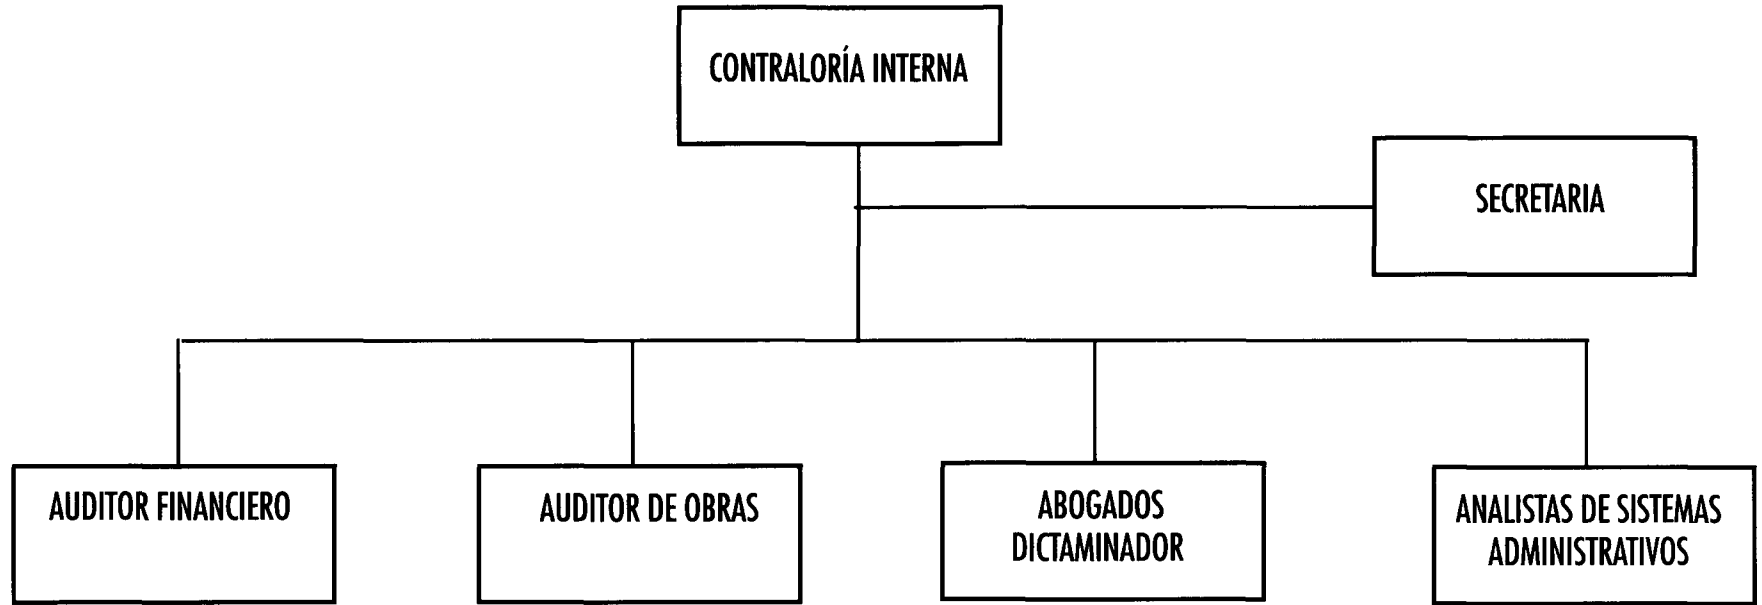 CONTRALORÍA INTERNA
SECRETARIA
AUDITOR FINANCIERO
AUDITOR DE OBRAS
ABOGADOS
DICTAMINADOR
ANALISTAS DE SISTEMAS
ADMINISTRATIVOS